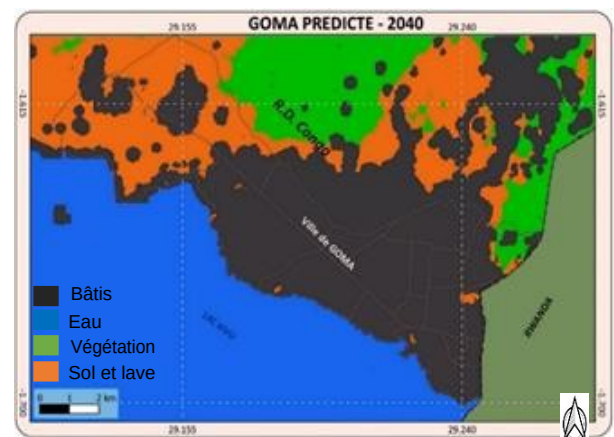 GOMA PREDICTE - 2040
29.155 29.240
-1.615 -1.615
R.D. Congo
Ville de GOMA
LAC KIVU
RWANDA
Bâtis
Eau
Végétation
Sol et lave
0 1 2 km
-1.700 -1.700
29.155 29.240